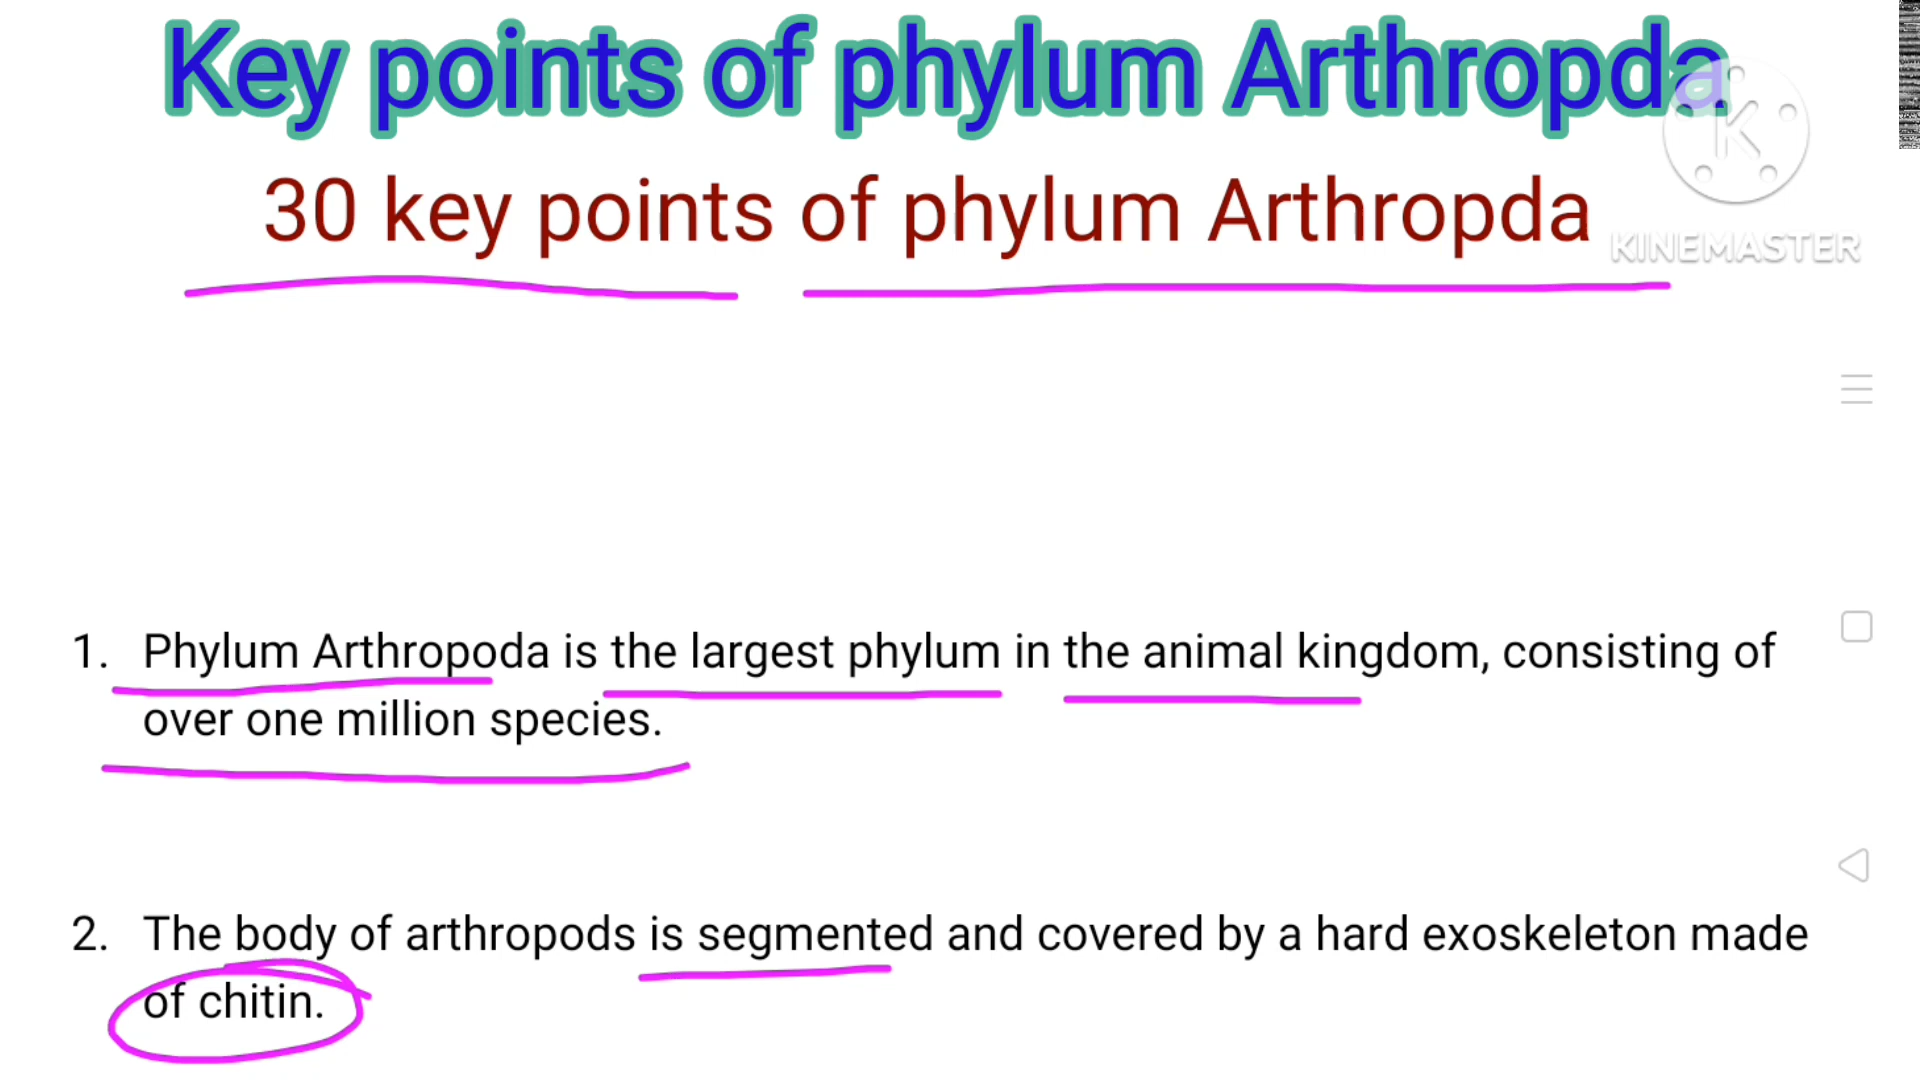 Key points of phylum Arthropda
30 key points of phylum Arthropda
K
KINEMASTER
1. Phylum Arthropoda is the largest phylum in the animal kingdom, consisting of
over one million species.
2. The body of arthropods is segmented and covered by a hard exoskeleton made
of chitin.